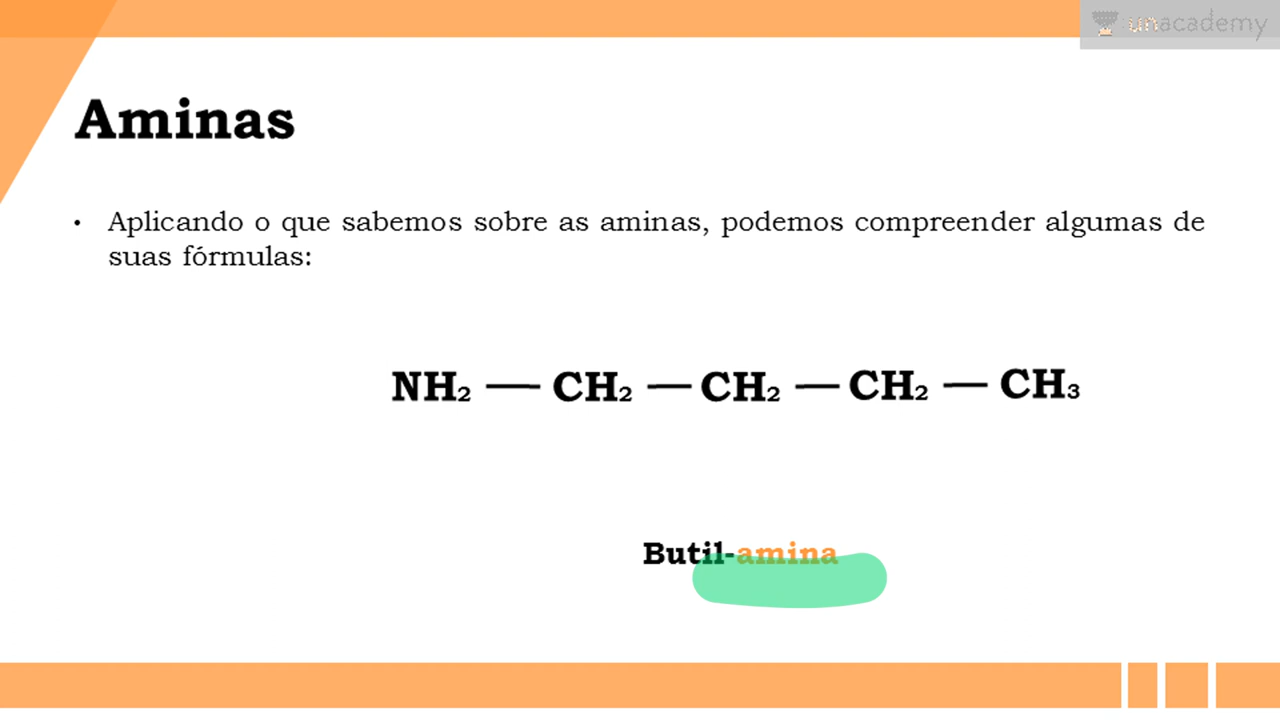 unacademy
Aminas
• Aplicando o que sabemos sobre as aminas, podemos compreender algumas de
suas fórmulas:
NH₂ — CH₂ — CH₂ — CH₂ — CH₃
Butil-amina